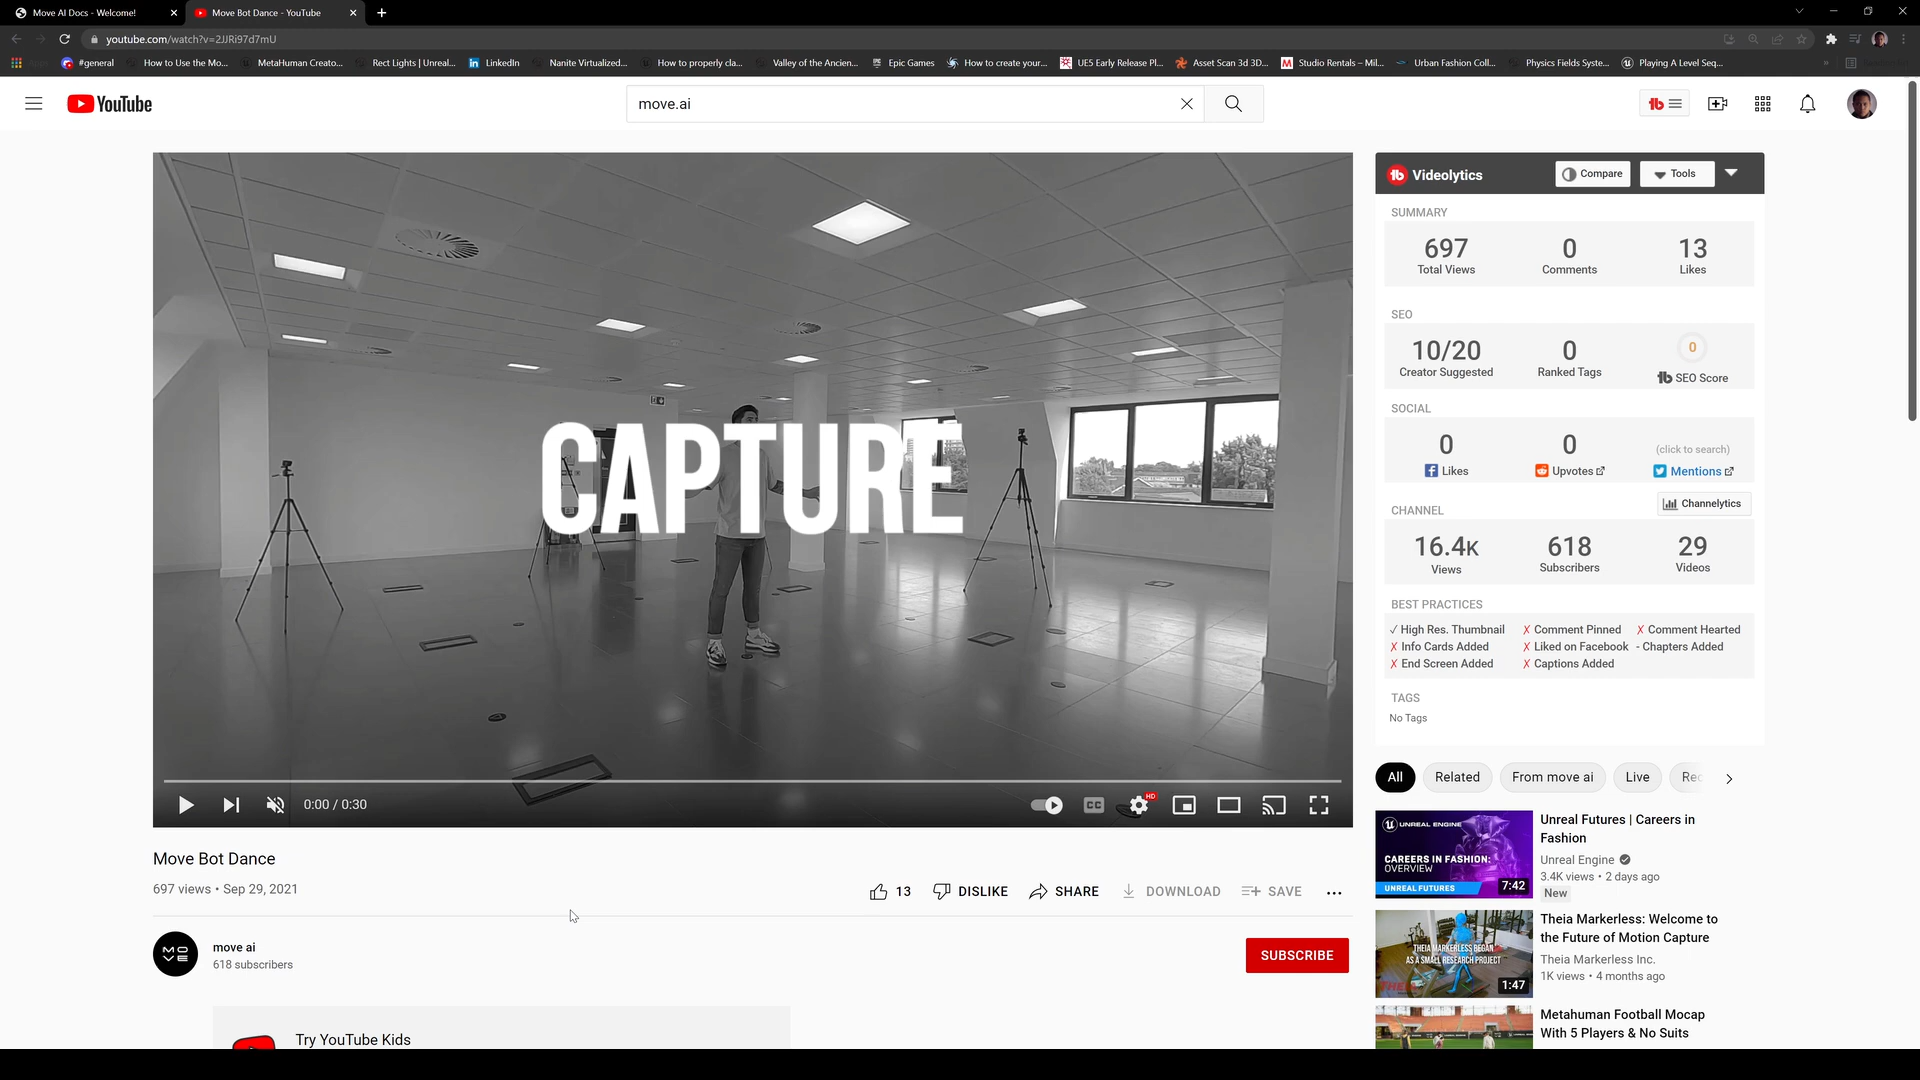 Move AI Docs - Welcome!
Move Bot Dance - YouTube
youtube.com/watch?v=2JJRi97d7mU
#general
How to Use the Mo...
MetaHuman Creato...
Rect Lights | Unreal...
LinkedIn
Nanite Virtualized...
How to properly cla...
Valley of the Ancien...
Epic Games
How to create your...
UE5 Early Release Pl...
Asset Scan 3d 3D...
Studio Rentals – Mil...
Urban Fashion Coll...
Physics Fields Syste...
Playing A Level Seq...
YouTube
move.ai
CAPTURE
0:00 / 0:30
CC
HD
Move Bot Dance
697 views • Sep 29, 2021
13
DISLIKE
SHARE
DOWNLOAD
SAVE
MOVE
move ai
618 subscribers
SUBSCRIBE
Try YouTube Kids
Videolytics
Compare
Tools
SUMMARY
697
Total Views
0
Comments
13
Likes
SEO
10/20
Creator Suggested
0
Ranked Tags
0
SEO Score
SOCIAL
0
Likes
0
Upvotes
(click to search)
Mentions
CHANNEL
Channelytics
16.4K
Views
618
Subscribers
29
Videos
BEST PRACTICES
✓ High Res. Thumbnail
✗ Comment Pinned
✗ Comment Hearted
✗ Info Cards Added
✗ Liked on Facebook
- Chapters Added
✗ End Screen Added
✗ Captions Added
TAGS
No Tags
All
Related
From move ai
Live
Rec
UNREAL ENGINE
CAREERS IN FASHION:
OVERVIEW
UNREAL FUTURES
7:42
Unreal Futures | Careers in
Fashion
Unreal Engine
3.4K views • 2 days ago
New
THEIA MARKERLESS BEGAN
AS A SMALL RESEARCH PROJECT
1:47
Theia Markerless: Welcome to
the Future of Motion Capture
Theia Markerless Inc.
1K views • 4 months ago
Metahuman Football Mocap
With 5 Players & No Suits